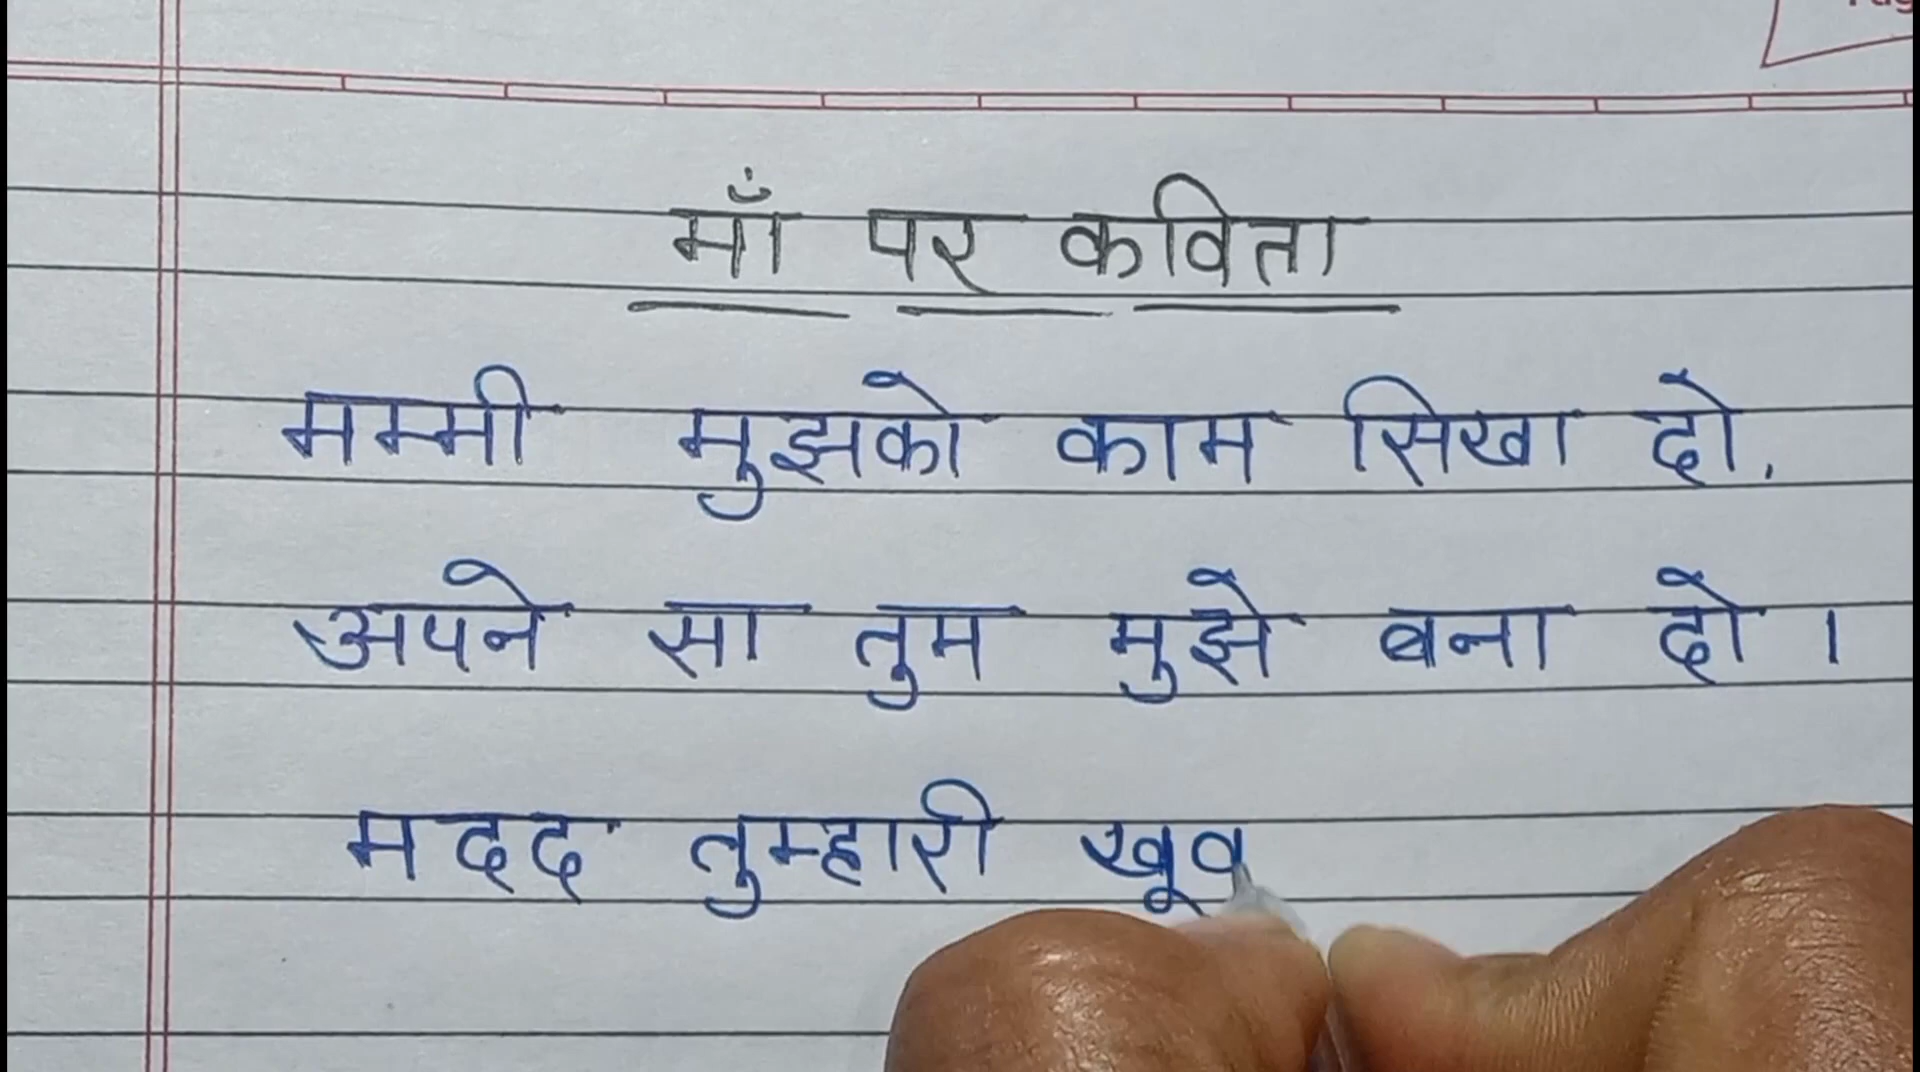 माँ पर कविता
मम्मी मुझको काम सिखा दो,
अपने सा तुम मुझे बना दो ।
मदद तुम्हारी खूव